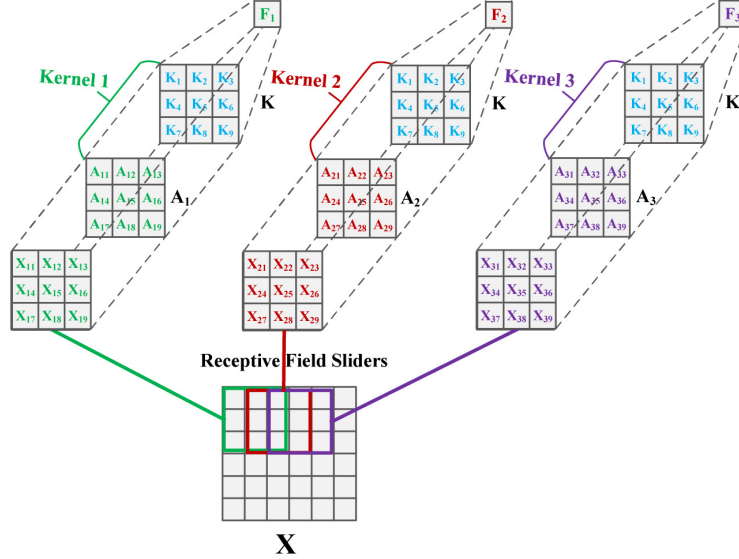 F1 F2 F3
Kernel 1 Kernel 2 Kernel 3
K1 K2 K3 K1 K2 K3 K1 K2 K3
K4 K5 K6 K4 K5 K6 K4 K5 K6
K K K
K7 K8 K9 K7 K8 K9 K7 K8 K9
A11 A12 A13 A21 A22 A23 A31 A32 A33
A14 A15 A16 A24 A25 A26 A34 A35 A36
A1 A2 A3
A17 A18 A19 A27 A28 A29 A37 A38 A39
X11 X12 X13 X21 X22 X23 X31 X32 X33
X14 X15 X16 X24 X25 X26 X34 X35 X36
X17 X18 X19 X27 X28 X29 X37 X38 X39
Receptive Field Sliders
X